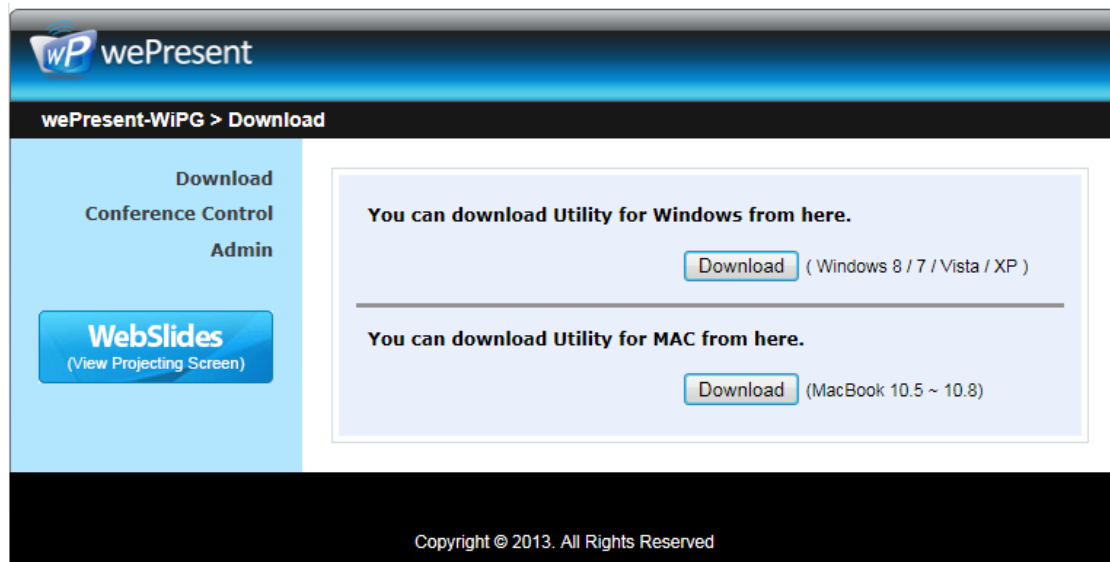 wP wePresent
wePresent-WiPG > Download
Download
Conference Control
Admin
WebSlides
(View Projecting Screen)
You can download Utility for Windows from here.
Download ( Windows 8 / 7 / Vista / XP )
You can download Utility for MAC from here.
Download (MacBook 10.5 ~ 10.8)
Copyright © 2013. All Rights Reserved